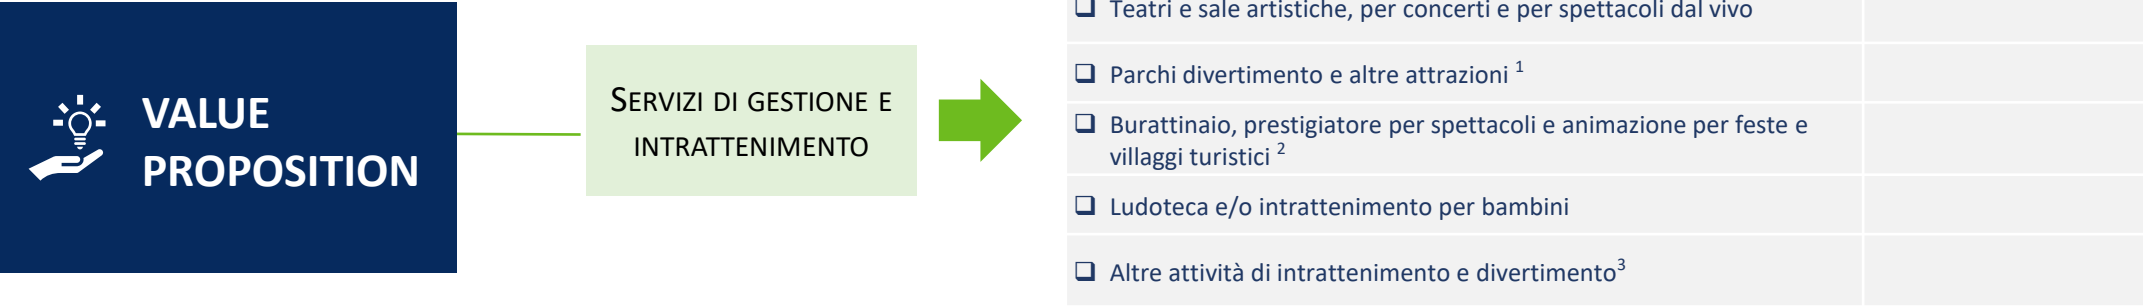 VALUE
PROPOSITION
SERVIZI DI GESTIONE E
INTRATTENIMENTO
❑ Teatri e sale artistiche, per concerti e per spettacoli dal vivo
❑ Parchi divertimento e altre attrazioni ¹
❑ Burattinaio, prestigiatore per spettacoli e animazione per feste e
villaggi turistici ²
❑ Ludoteca e/o intrattenimento per bambini
❑ Altre attività di intrattenimento e divertimento³